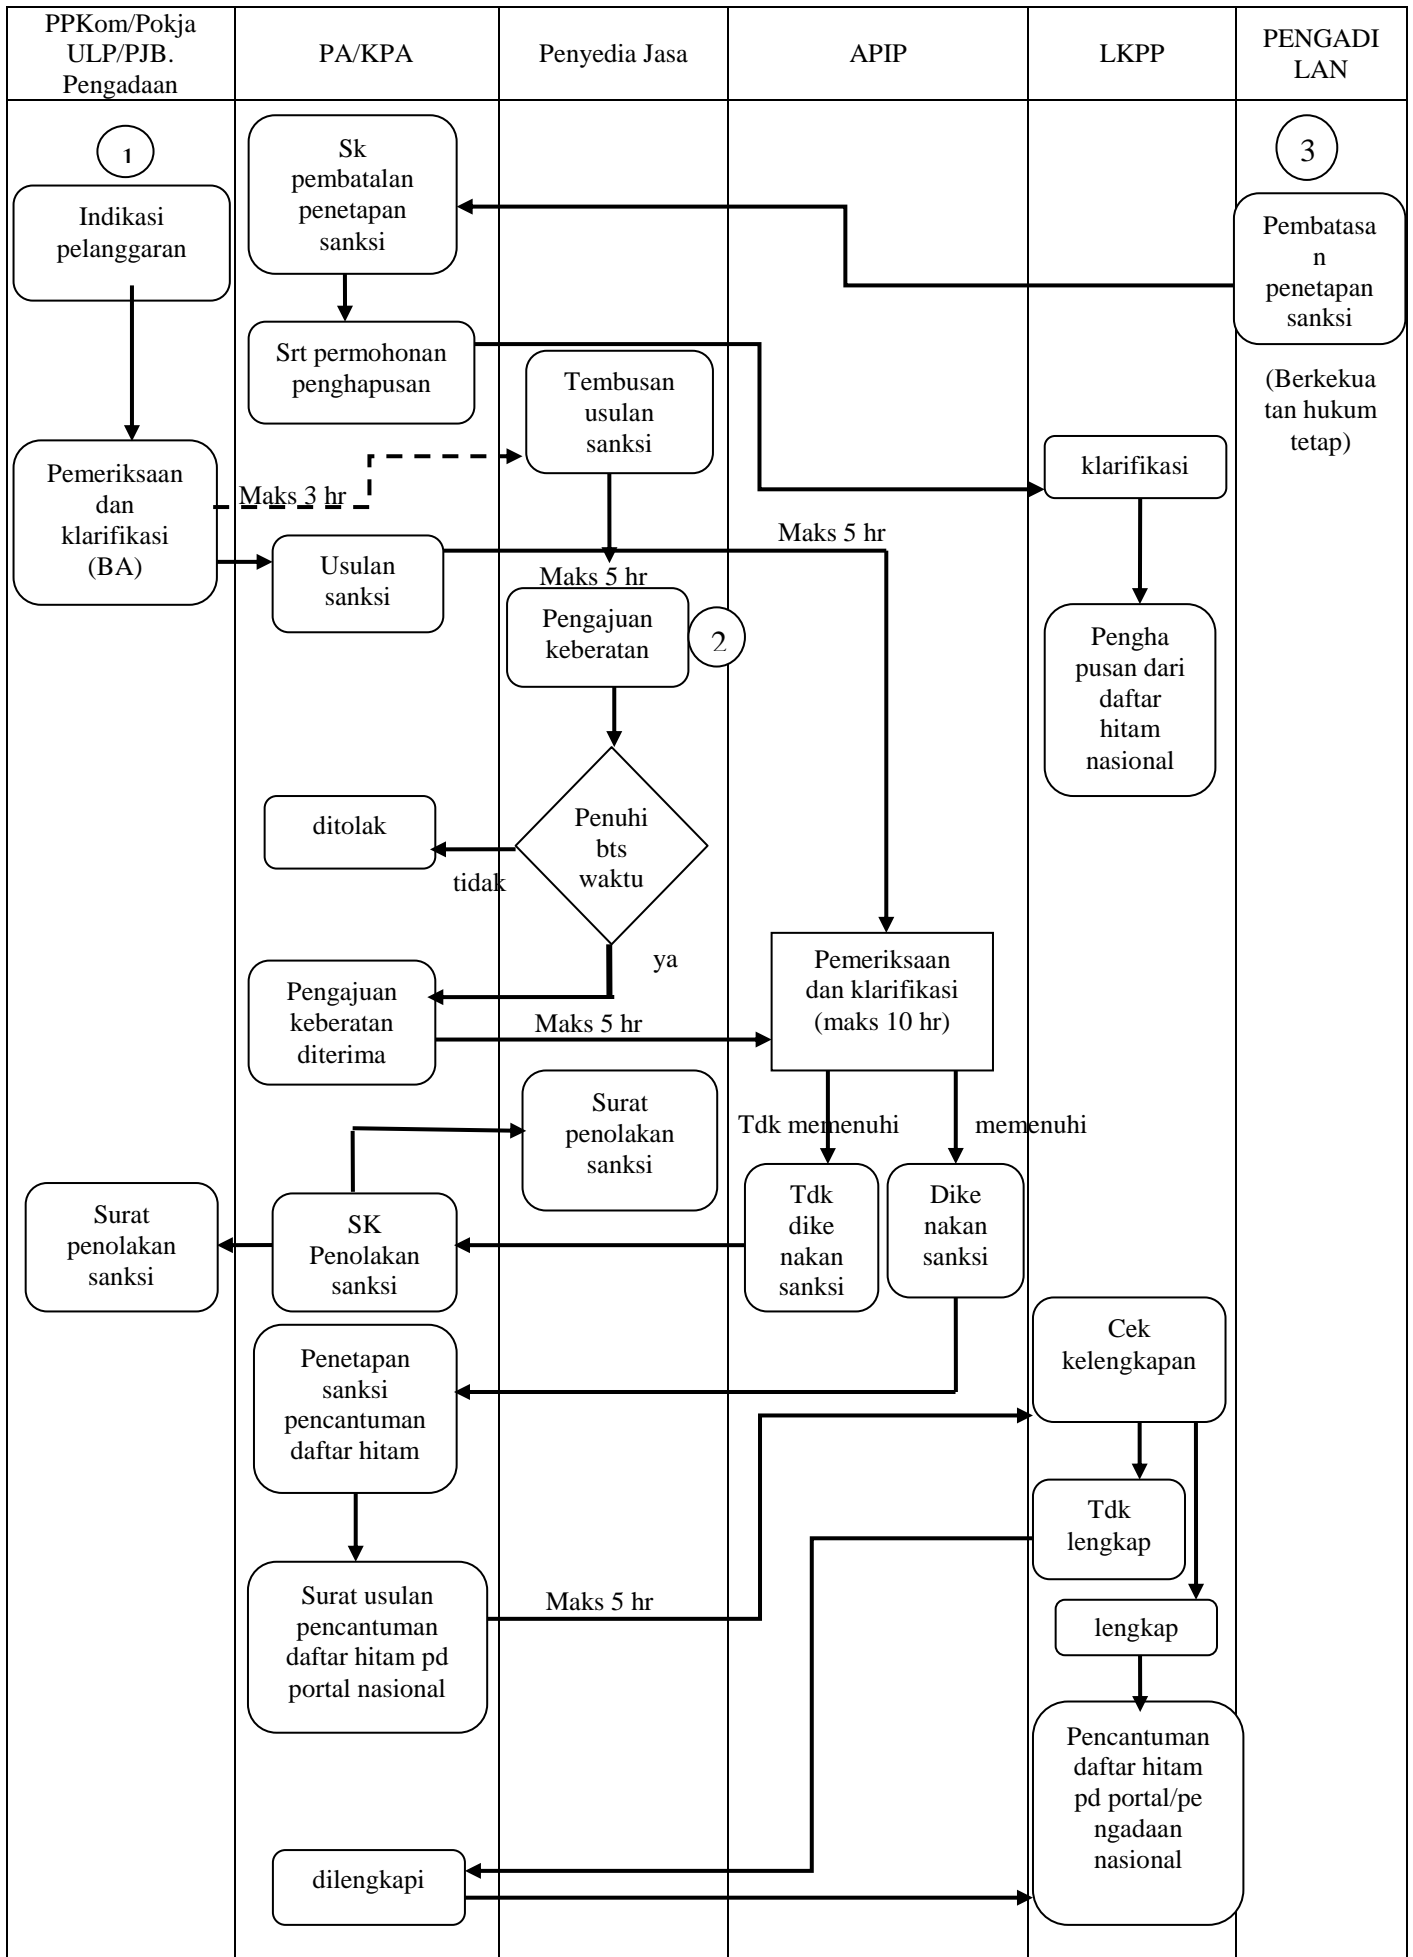 PPKom/Pokja
ULP/PJB.
Pengadaan
PA/KPA
Penyedia Jasa
APIP
LKPP
PENGADI
LAN
1
Indikasi
pelanggaran
Sk
pembatalan
penetapan
sanksi
3
Pembatasa
n
penetapan
sanksi
(Berkekua
tan hukum
tetap)
Srt permohonan
penghapusan
Tembusan
usulan
sanksi
klarifikasi
Pemeriksaan
dan
klarifikasi
(BA)
Maks 3 hr
Usulan
sanksi
Maks 5 hr
Maks 5 hr
Pengajuan
keberatan
2
Pengha
pusan dari
daftar
hitam
nasional
Penuhi
bts
waktu
ditolak
tidak
ya
Pengajuan
keberatan
diterima
Maks 5 hr
Pemeriksaan
dan klarifikasi
(maks 10 hr)
Tdk memenuhi
memenuhi
Surat
penolakan
sanksi
Surat
penolakan
sanksi
SK
Penolakan
sanksi
Tdk
dike
nakan
sanksi
Dike
nakan
sanksi
Penetapan
sanksi
pencantuman
daftar hitam
Cek
kelengkapan
Tdk
lengkap
Surat usulan
pencantuman
daftar hitam pd
portal nasional
Maks 5 hr
lengkap
Pencantuman
daftar hitam
pd portal/pe
ngadaan
nasional
dilengkapi